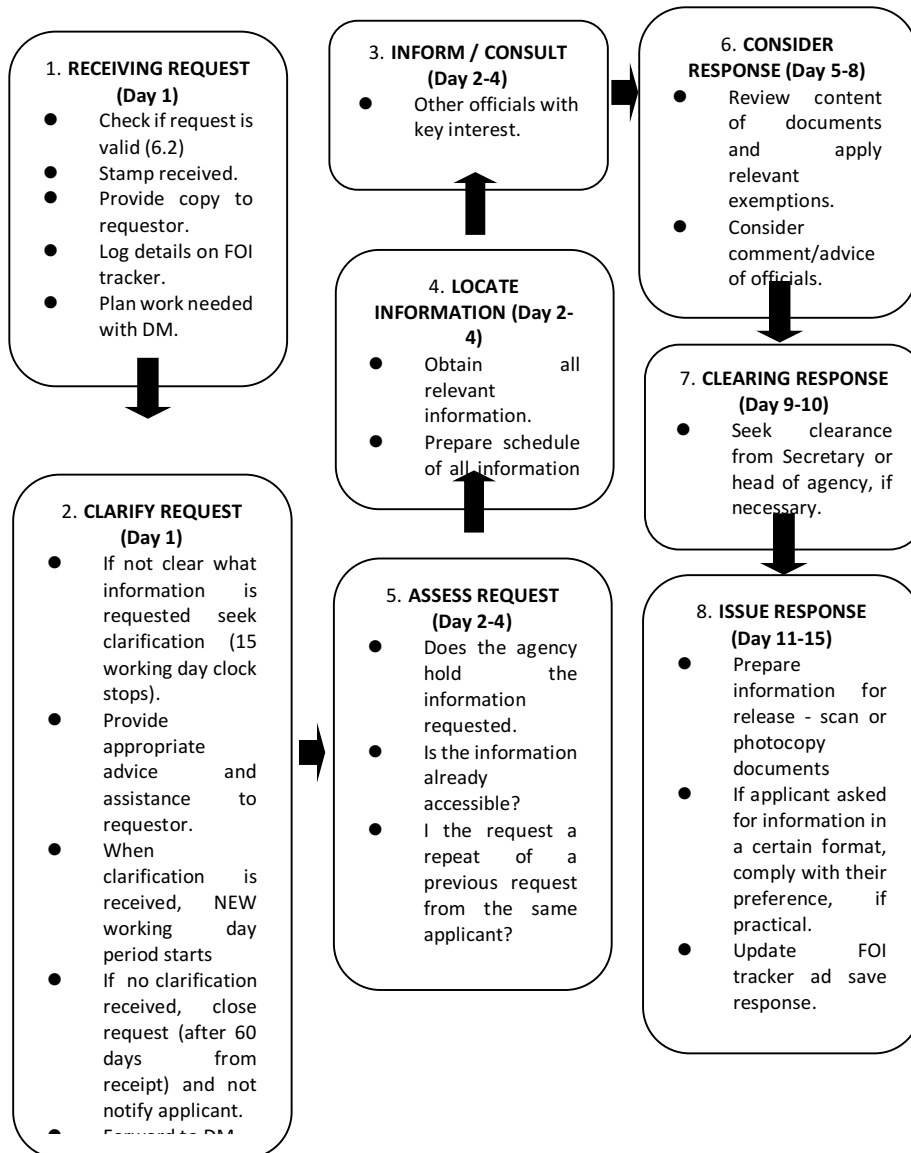 1. RECEIVING REQUEST
(Day 1)
● Check if request is
valid (6.2)
● Stamp received.
● Provide copy to
requestor.
● Log details on FOI
tracker.
● Plan work needed
with DM.
2. CLARIFY REQUEST
(Day 1)
● If not clear what
information is
requested seek
clarification (15
working day clock
stops).
● Provide
appropriate
advice and
assistance to
requestor.
● When
clarification is
received, NEW
working day
period starts
● If no clarification
received, close
request (after 60
days from
receipt) and not
notify applicant.
● Forward to DM
3. INFORM / CONSULT
(Day 2-4)
● Other officials with
key interest.
4. LOCATE
INFORMATION (Day 2-
4)
● Obtain all
relevant
information.
● Prepare schedule
of all information
5. ASSESS REQUEST
(Day 2-4)
● Does the agency
hold the
information
requested.
● Is the information
already
accessible?
● I the request a
repeat of a
previous request
from the same
applicant?
6. CONSIDER
RESPONSE (Day 5-8)
● Review content
of documents
and apply
relevant
exemptions.
● Consider
comment/advice
of officials.
7. CLEARING RESPONSE
(Day 9-10)
● Seek clearance
from Secretary or
head of agency, if
necessary.
8. ISSUE RESPONSE
(Day 11-15)
● Prepare
information for
release - scan or
photocopy
documents
● If applicant asked
for information in
a certain format,
comply with their
preference, if
practical.
● Update FOI
tracker ad save
response.